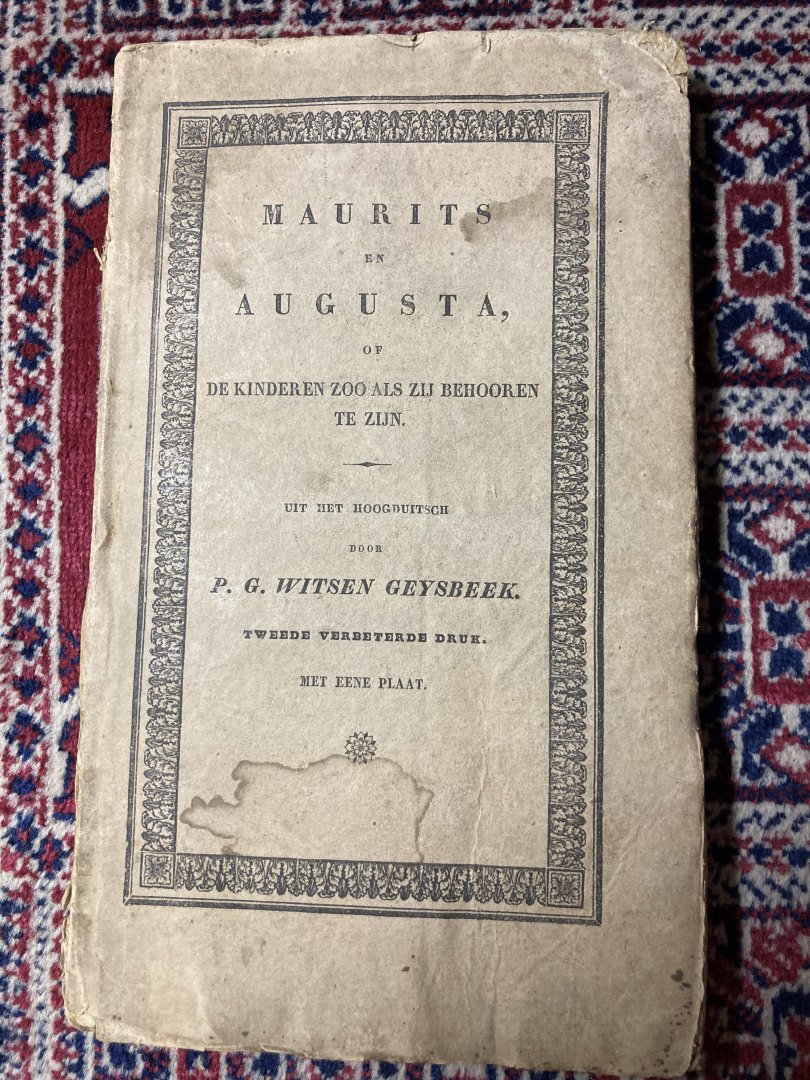 MAURITS
EN
AUGUSTA,
OF
DE KINDEREN ZOO ALS ZIJ BEHOOREN
TE ZIJN.
UIT HET HOOGDUITSCH
DOOR
P. G. WITSEN GEYSBEEK.
TWEEDE VERBETERDE DRUK.
MET EENE PLAAT.